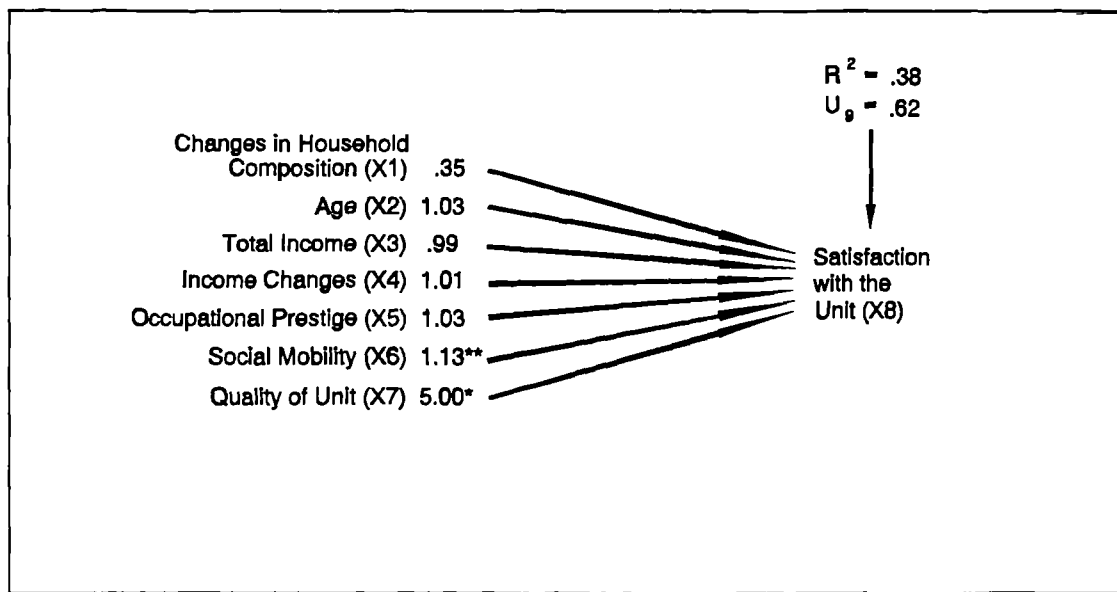 R² = .38
U₉ = .62
Changes in Household
Composition (X1) .35
Age (X2) 1.03
Total Income (X3) .99
Income Changes (X4) 1.01
Occupational Prestige (X5) 1.03
Social Mobility (X6) 1.13**
Quality of Unit (X7) 5.00*
Satisfaction
with the
Unit (X8)